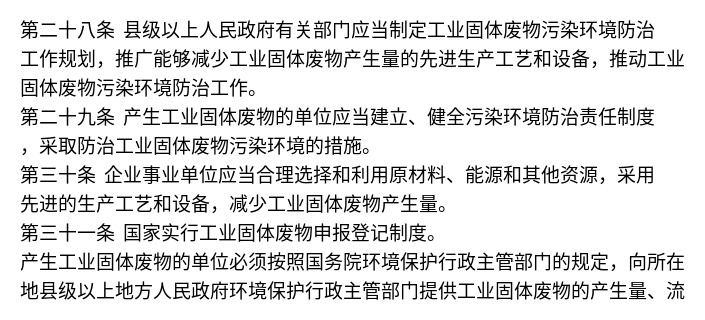 第二十八条 县级以上人民政府有关部门应当制定工业固体废物污染环境防治
工作规划，推广能够减少工业固体废物产生量的先进生产工艺和设备，推动工业
固体废物污染环境防治工作。
第二十九条 产生工业固体废物的单位应当建立、健全污染环境防治责任制度
，采取防治工业固体废物污染环境的措施。
第三十条 企业事业单位应当合理选择和利用原材料、能源和其他资源，采用
先进的生产工艺和设备，减少工业固体废物产生量。
第三十一条 国家实行工业固体废物申报登记制度。
产生工业固体废物的单位必须按照国务院环境保护行政主管部门的规定，向所在
地县级以上地方人民政府环境保护行政主管部门提供工业固体废物的产生量、流